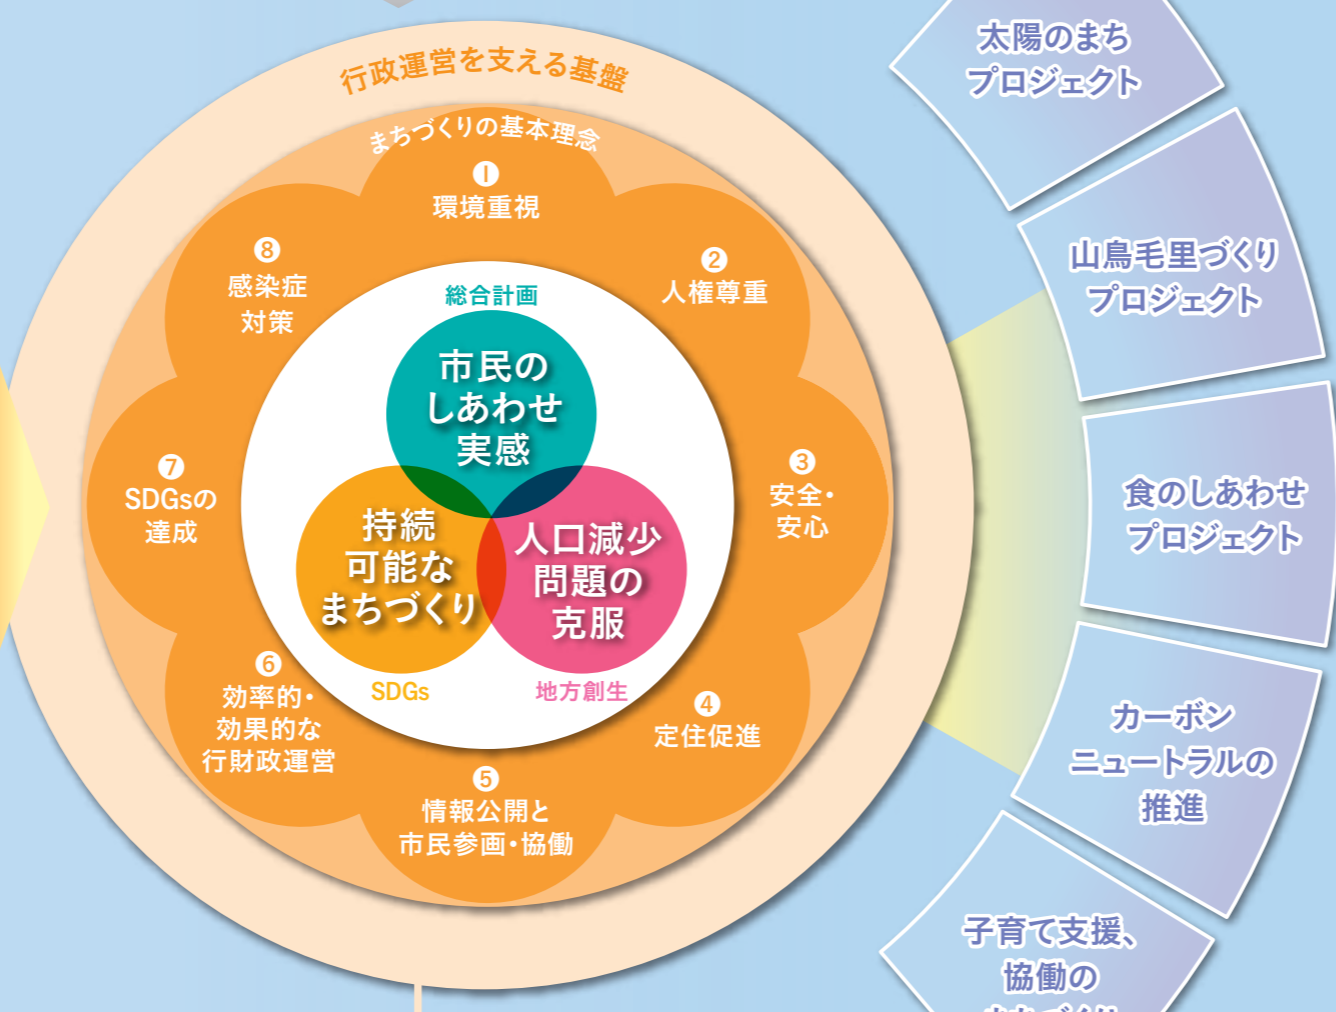 行政運営を支える基盤
まちづくりの基本理念
❶
環境重視
❷
人権尊重
❸
安全・
安心
❹
定住促進
❺
情報公開と
市民参画・協働
❻
効率的・
効果的な
行財政運営
❼
SDGsの
達成
❽
感染症
対策
総合計画
市民の
しあわせ
実感
持続
可能な
まちづくり
SDGs
人口減少
問題の
克服
地方創生
太陽のまち
プロジェクト
山鳥毛里づくり
プロジェクト
食のしあわせ
プロジェクト
カーボン
ニュートラルの
推進
子育て支援、
協働の